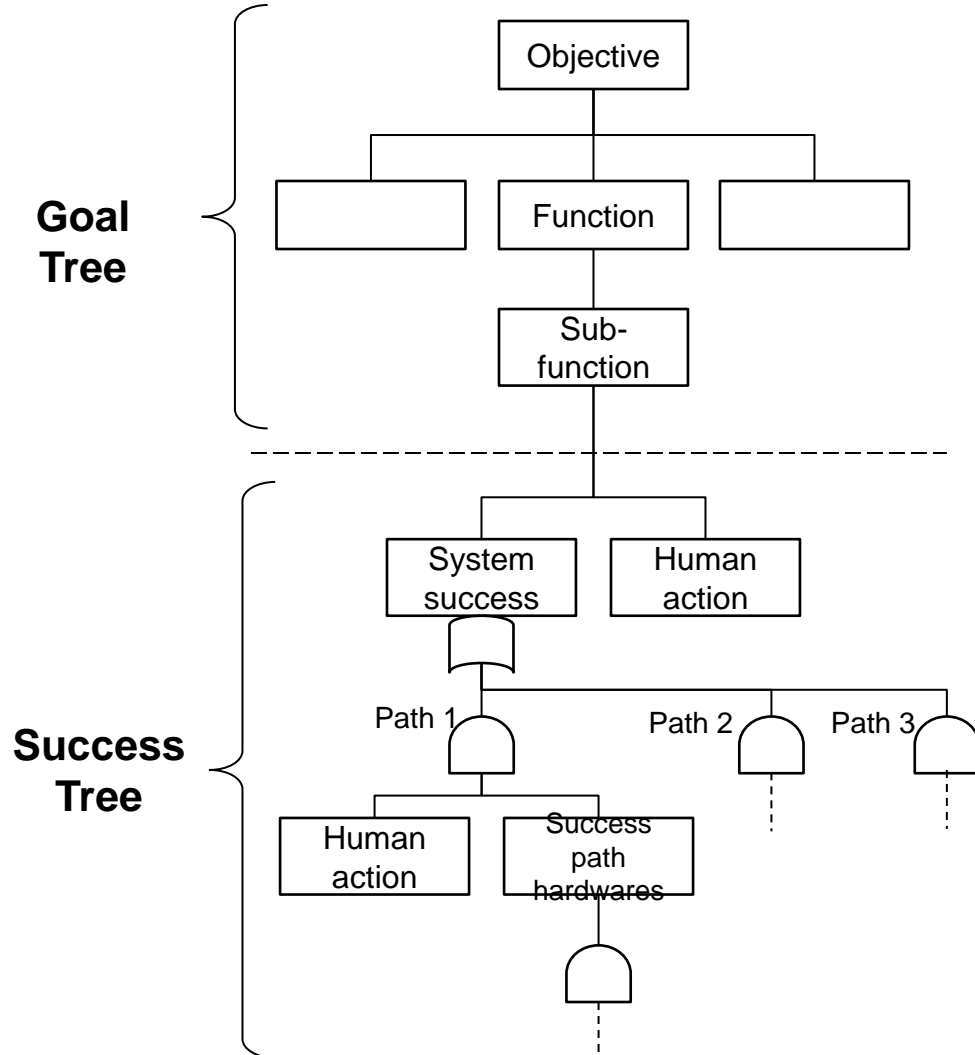 Objective
Goal
Tree
Function
Sub-
function
System
success
Human
action
Path 1
Path 2
Path 3
Success
Tree
Human
action
Success
path
hardwares